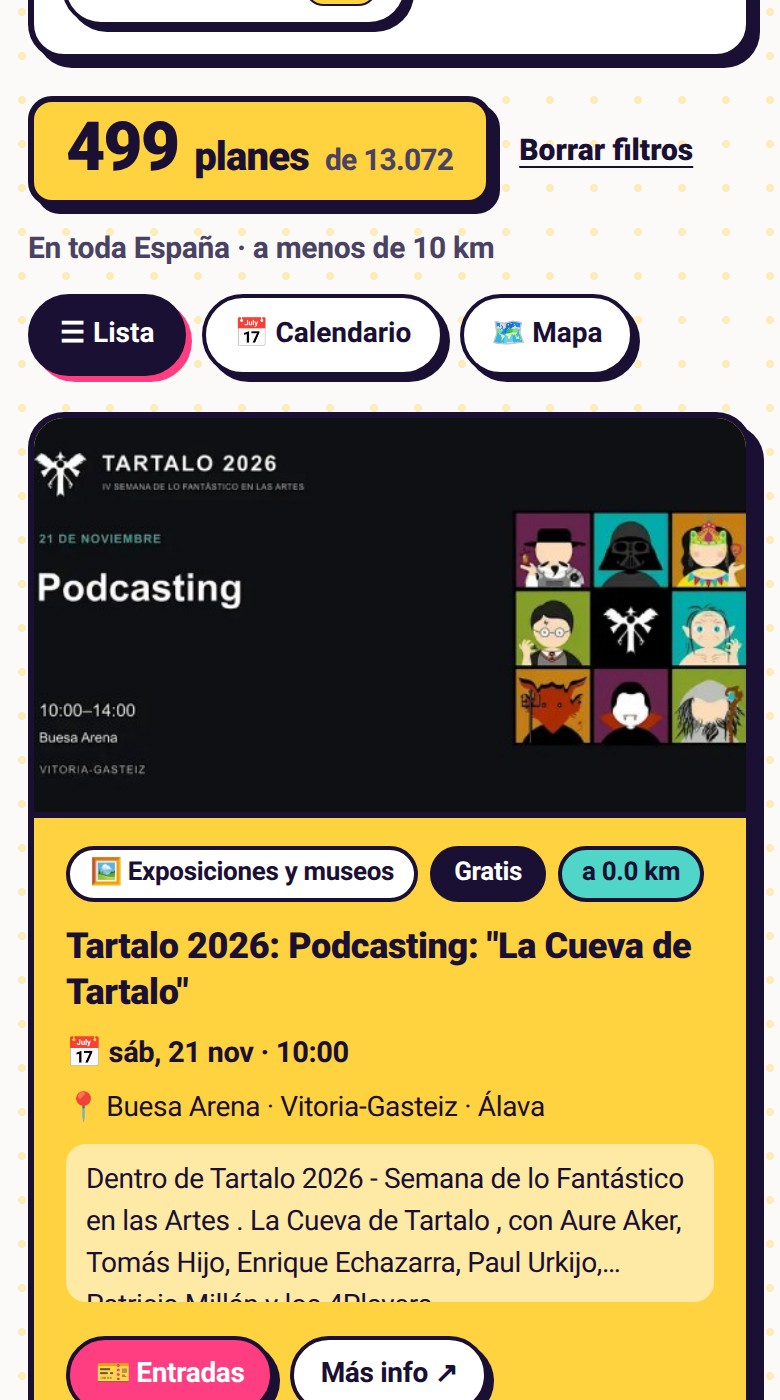 499 planes de 13.072
Borrar filtros
En toda España · a menos de 10 km
☰ Lista
📅 Calendario
🗺️ Mapa
TARTALO 2026
IV SEMANA DE LO FANTÁSTICO EN LAS ARTES
21 DE NOVIEMBRE
Podcasting
10:00–14:00
Buesa Arena
VITORIA-GASTEIZ
🖼️ Exposiciones y museos
Gratis
a 0.0 km
Tartalo 2026: Podcasting: "La Cueva de
Tartalo"
📅 sáb, 21 nov · 10:00
📍 Buesa Arena · Vitoria-Gasteiz · Álava
Dentro de Tartalo 2026 - Semana de lo Fantástico
en las Artes . La Cueva de Tartalo , con Aure Aker,
Tomás Hijo, Enrique Echazarra, Paul Urkijo,...
Patricia Millán y los 4Players
🎫 Entradas
Más info ↗